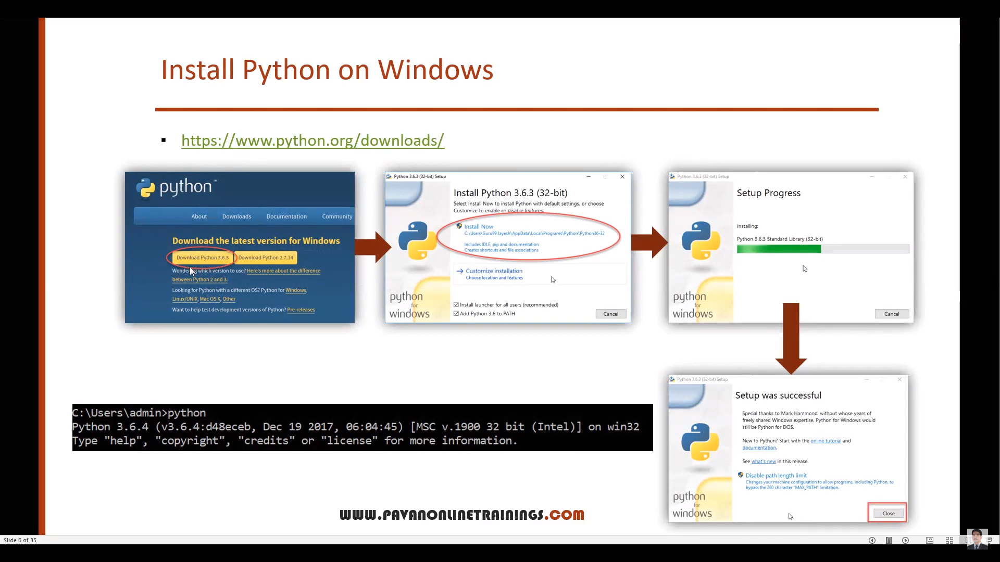 Install Python on Windows
▪ https://www.python.org/downloads/
python™
About Downloads Documentation Community
Download the latest version for Windows
Download Python 3.6.3 Download Python 2.7.14
Wondering which version to use? Here's more about the difference
between Python 2 and 3.
Looking for Python with a different OS? Python for Windows,
Linux/UNIX, Mac OS X, Other
Want to help test development versions of Python? Pre-releases
Python 3.6.3 (32-bit) Setup
Install Python 3.6.3 (32-bit)
Select Install Now to install Python with default settings, or choose
Customize to enable or disable features.
Install Now
C:\Users\Guru99 Jayesh\AppData\Local\Programs\Python\Python36-32
Includes IDLE, pip and documentation
Creates shortcuts and file associations
Customize installation
Choose location and features
Install launcher for all users (recommended)
Add Python 3.6 to PATH
Cancel
python
for
windows
Python 3.6.3 (32-bit) Setup
Setup Progress
Installing:
Python 3.6.3 Standard Library (32-bit)
Cancel
python
for
windows
C:\Users\admin>python
Python 3.6.4 (v3.6.4:d48eceb, Dec 19 2017, 06:04:45) [MSC v.1900 32 bit (Intel)] on win32
Type "help", "copyright", "credits" or "license" for more information.
Python 3.6.3 (32-bit) Setup
Setup was successful
Special thanks to Mark Hammond, without whose years of
freely shared Windows expertise, Python for Windows would
still be Python for DOS.
New to Python? Start with the online tutorial and
documentation.
See what's new in this release.
Disable path length limit
Changes your machine configuration to allow programs, including Python, to
bypass the 260 character "MAX_PATH" limitation.
Close
python
for
windows
WWW.PAVANONLINETRAININGS.COM
Slide 6 of 35